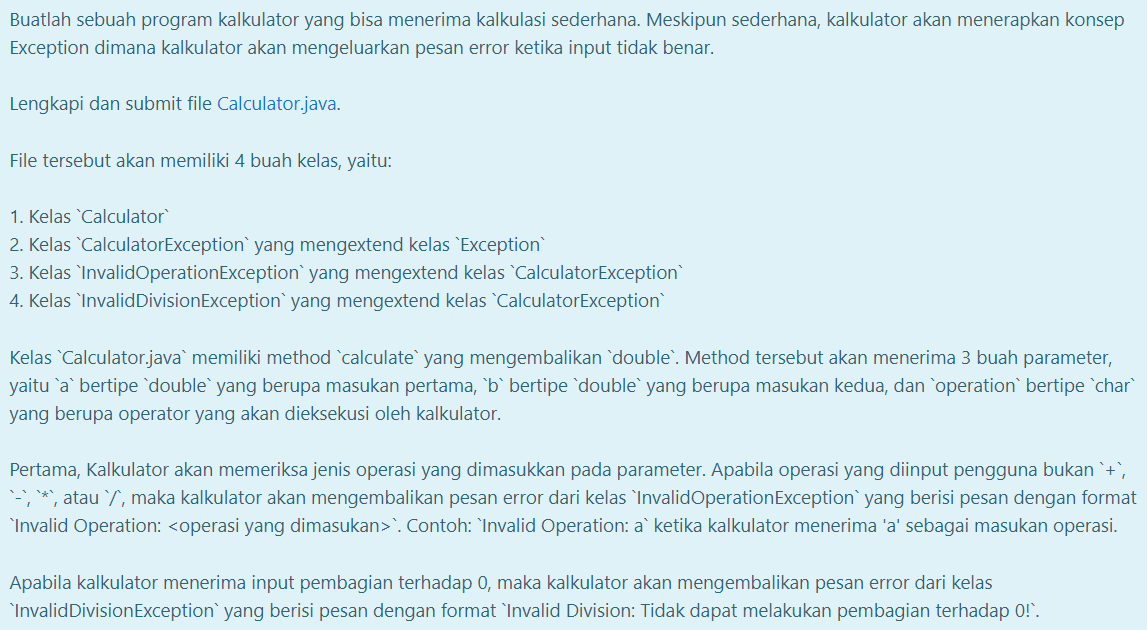 Buatlah sebuah program kalkulator yang bisa menerima kalkulasi sederhana. Meskipun sederhana, kalkulator akan menerapkan konsep
Exception dimana kalkulator akan mengeluarkan pesan error ketika input tidak benar.
Lengkapi dan submit file Calculator.java.
File tersebut akan memiliki 4 buah kelas, yaitu:
1. Kelas `Calculator`
2. Kelas `CalculatorException` yang mengextend kelas `Exception`
3. Kelas `InvalidOperationException` yang mengextend kelas `CalculatorException`
4. Kelas `InvalidDivisionException` yang mengextend kelas `CalculatorException`
Kelas `Calculator.java` memiliki method `calculate` yang mengembalikan `double`. Method tersebut akan menerima 3 buah parameter,
yaitu `a` bertipe `double` yang berupa masukan pertama, `b` bertipe `double` yang berupa masukan kedua, dan `operation` bertipe `char`
yang berupa operator yang akan dieksekusi oleh kalkulator.
Pertama, Kalkulator akan memeriksa jenis operasi yang dimasukkan pada parameter. Apabila operasi yang diinput pengguna bukan `+`,
`-`, `*`, atau `/`, maka kalkulator akan mengembalikan pesan error dari kelas `InvalidOperationException` yang berisi pesan dengan format
`Invalid Operation: <operasi yang dimasukan>`. Contoh: `Invalid Operation: a` ketika kalkulator menerima 'a' sebagai masukan operasi.
Apabila kalkulator menerima input pembagian terhadap 0, maka kalkulator akan mengembalikan pesan error dari kelas
`InvalidDivisionException` yang berisi pesan dengan format `Invalid Division: Tidak dapat melakukan pembagian terhadap 0!`.